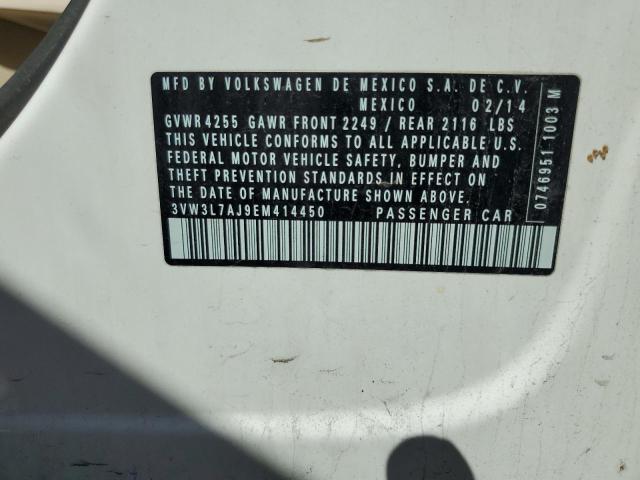 MFD BY VOLKSWAGEN DE MEXICO S.A. DE C.V.
MEXICO 02/14
GVWR 4255 GAWR FRONT 2249 / REAR 2116 LBS
THIS VEHICLE CONFORMS TO ALL APPLICABLE U.S.
FEDERAL MOTOR VEHICLE SAFETY, BUMPER AND
THEFT PREVENTION STANDARDS IN EFFECT ON
THE DATE OF MANUFACTURE SHOWN ABOVE.
3VW3L7AJ9EM414450 PASSENGER CAR
0746951 1003 M